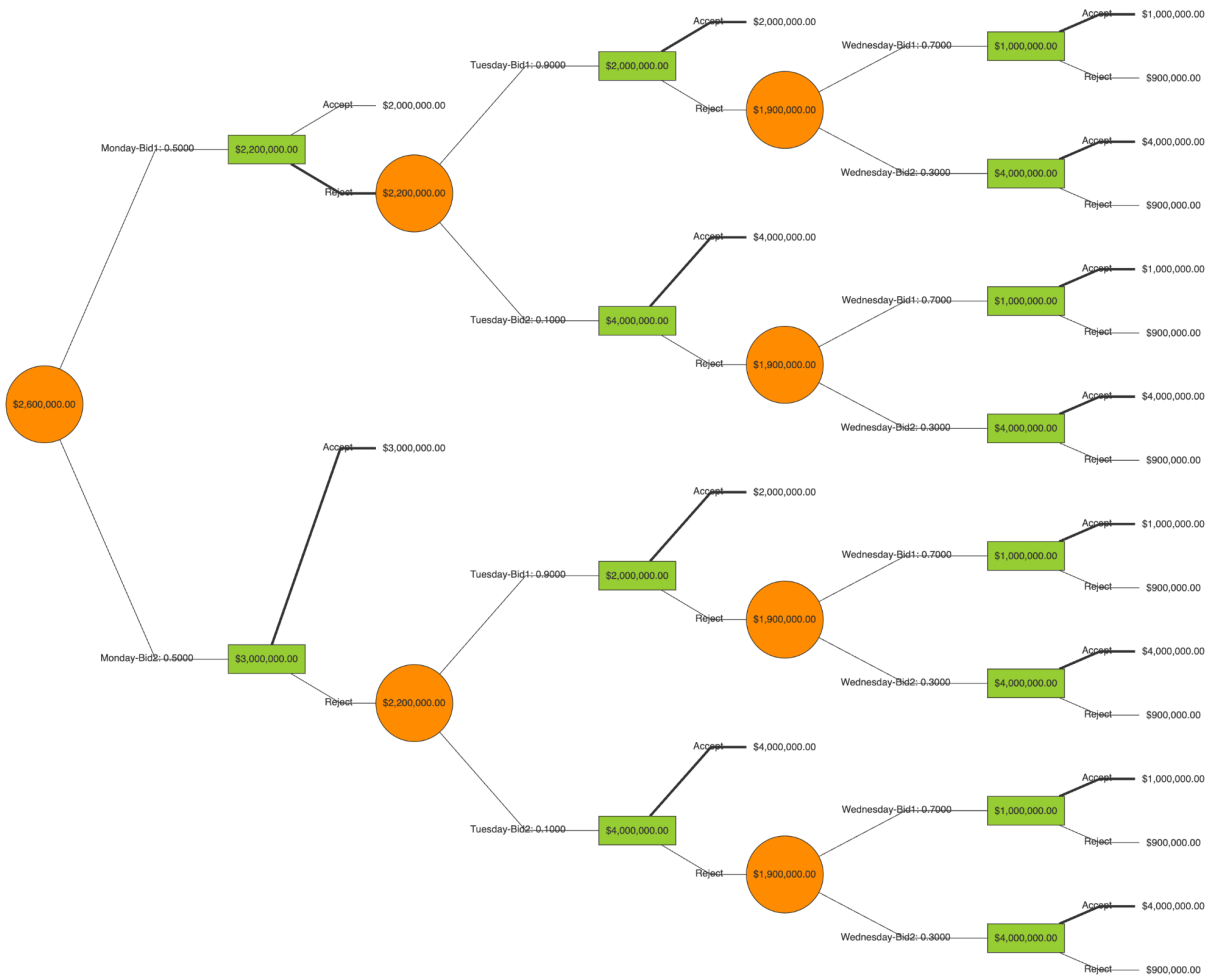 Accept $1,000,000.00
Accept $2,000,000.00
Wednesday-Bid1: 0.7000 $1,000,000.00
Tuesday-Bid1: 0.9000 $2,000,000.00
Reject $900,000.00
Accept $2,000,000.00
Reject $1,900,000.00
Accept $4,000,000.00
Monday-Bid1: 0.5000 $2,200,000.00
Wednesday-Bid2: 0.3000 $4,000,000.00
Reject $2,200,000.00
Reject $900,000.00
Accept $4,000,000.00
Accept $1,000,000.00
Wednesday-Bid1: 0.7000 $1,000,000.00
Tuesday-Bid2: 0.1000 $4,000,000.00
Reject $900,000.00
Reject $1,900,000.00
Accept $4,000,000.00
$2,600,000.00
Wednesday-Bid2: 0.3000 $4,000,000.00
Accept $3,000,000.00
Reject $900,000.00
Accept $2,000,000.00
Accept $1,000,000.00
Wednesday-Bid1: 0.7000 $1,000,000.00
Tuesday-Bid1: 0.9000 $2,000,000.00
Reject $900,000.00
Reject $1,900,000.00
Accept $4,000,000.00
Monday-Bid2: 0.5000 $3,000,000.00
Wednesday-Bid2: 0.3000 $4,000,000.00
Reject $2,200,000.00
Reject $900,000.00
Accept $4,000,000.00
Accept $1,000,000.00
Wednesday-Bid1: 0.7000 $1,000,000.00
Tuesday-Bid2: 0.1000 $4,000,000.00
Reject $900,000.00
Reject $1,900,000.00
Accept $4,000,000.00
Wednesday-Bid2: 0.3000 $4,000,000.00
Reject $900,000.00